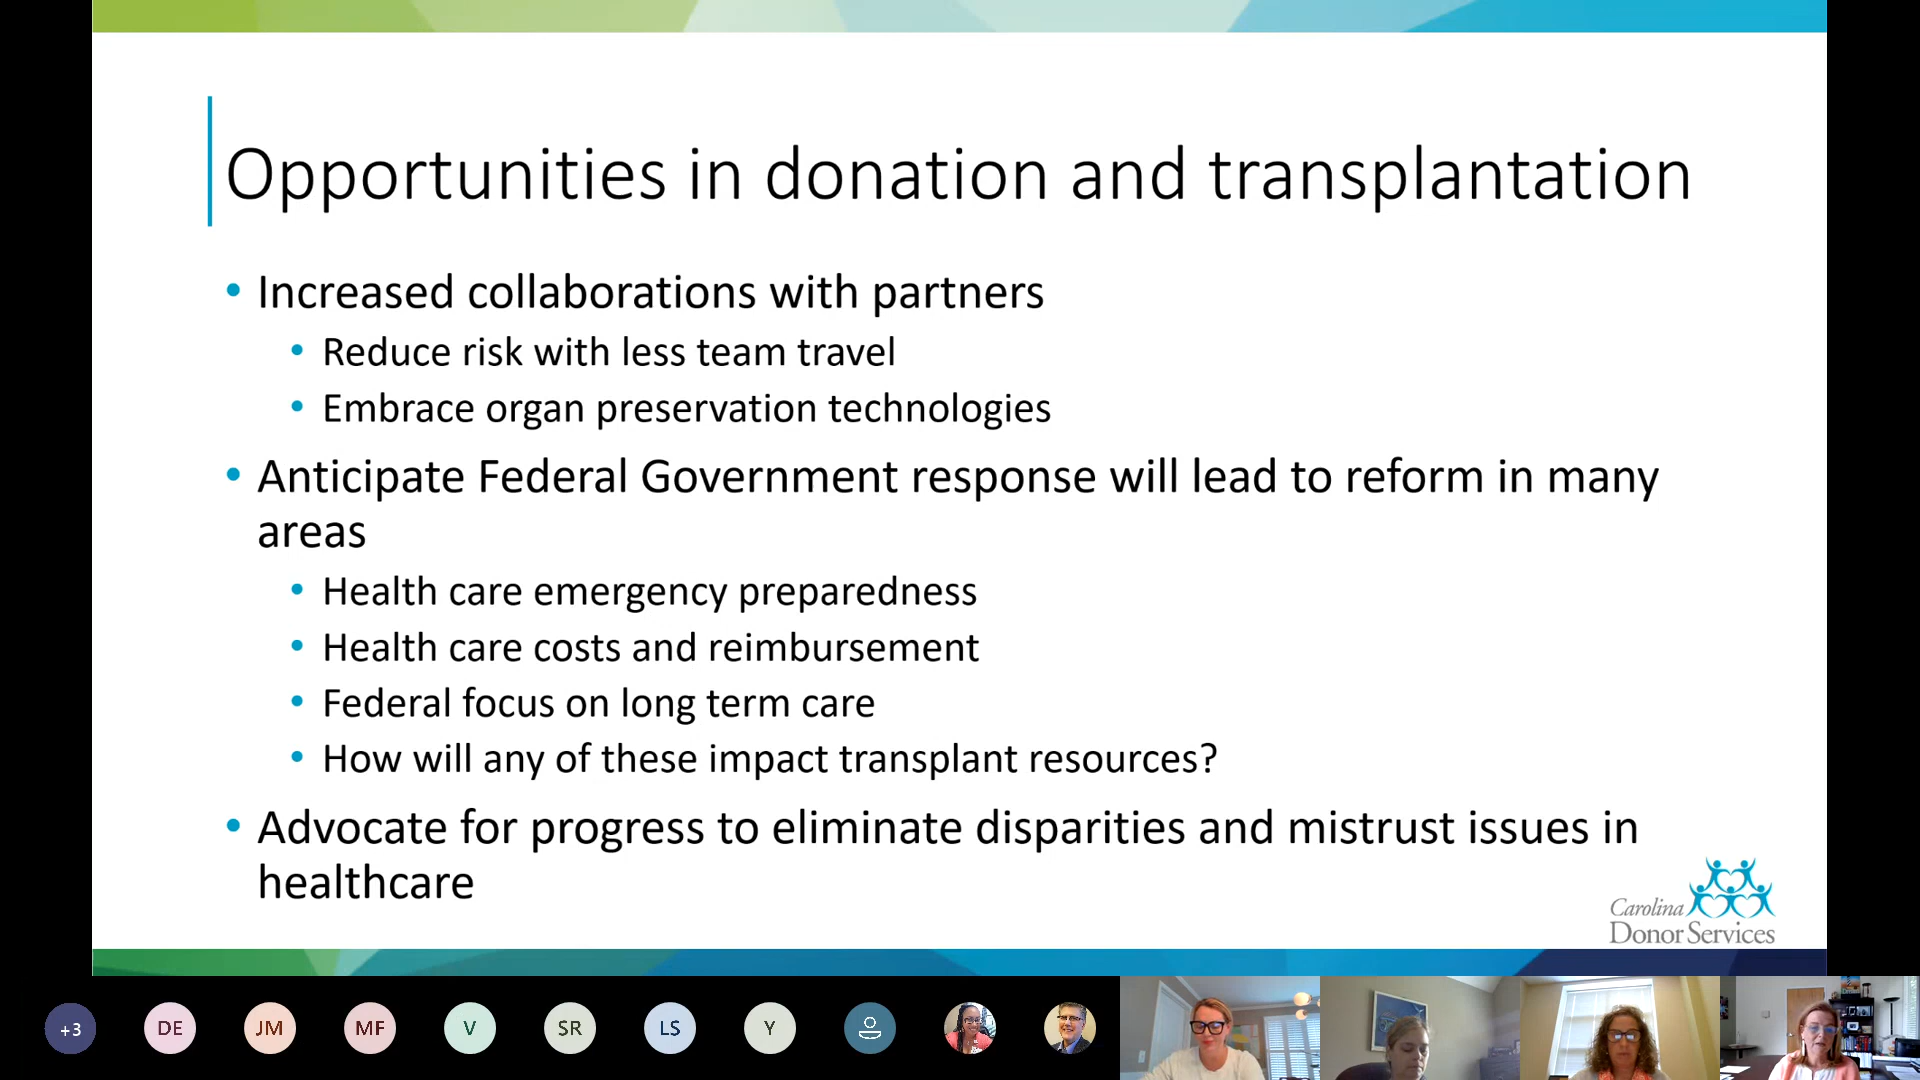 Opportunities in donation and transplantation
• Increased collaborations with partners
• Reduce risk with less team travel
• Embrace organ preservation technologies
• Anticipate Federal Government response will lead to reform in many
areas
• Health care emergency preparedness
• Health care costs and reimbursement
• Federal focus on long term care
• How will any of these impact transplant resources?
• Advocate for progress to eliminate disparities and mistrust issues in
healthcare
Carolina
Donor Services
+3 DE JM MF V SR LS Y